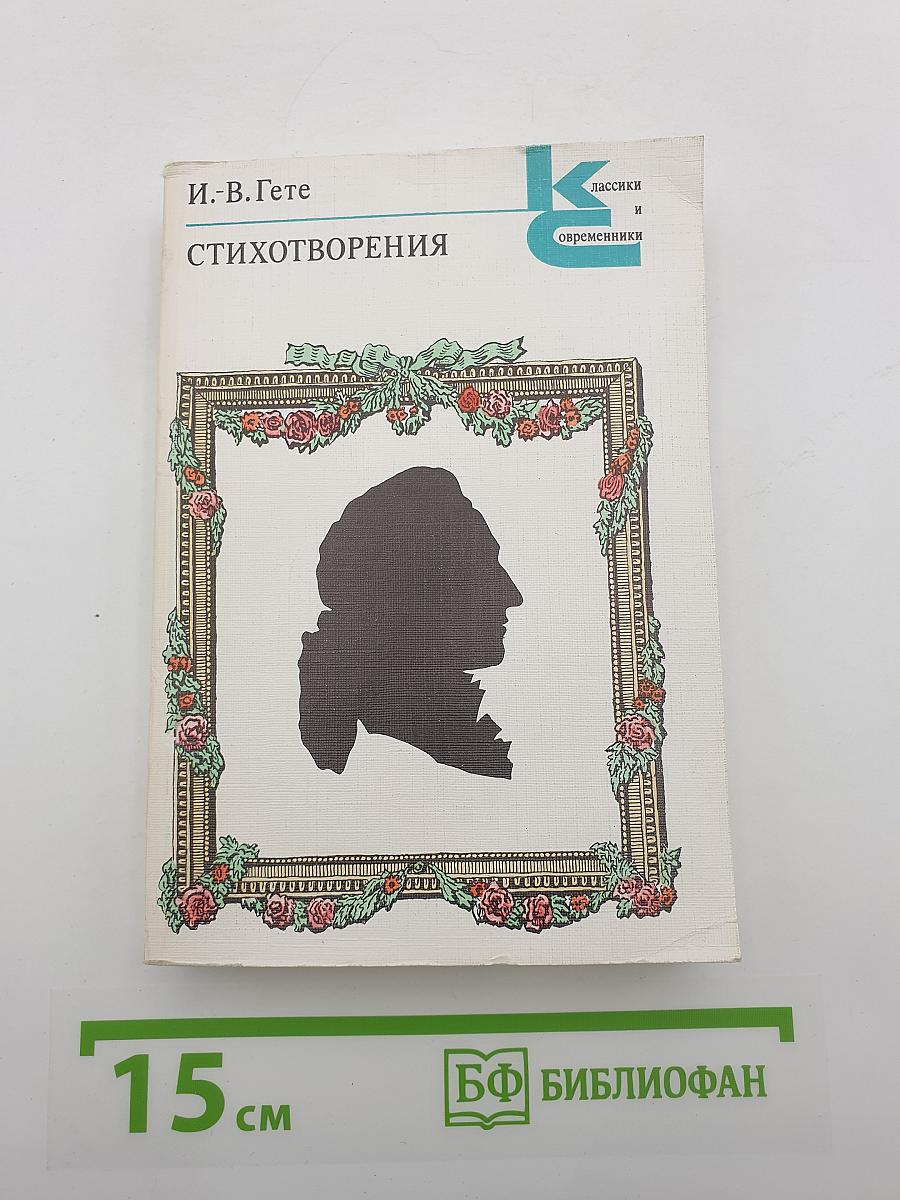 И.-В. Гете
СТИХОТВОРЕНИЯ
Классики
и
Современники
15 см
БФ БИБЛИОФАН